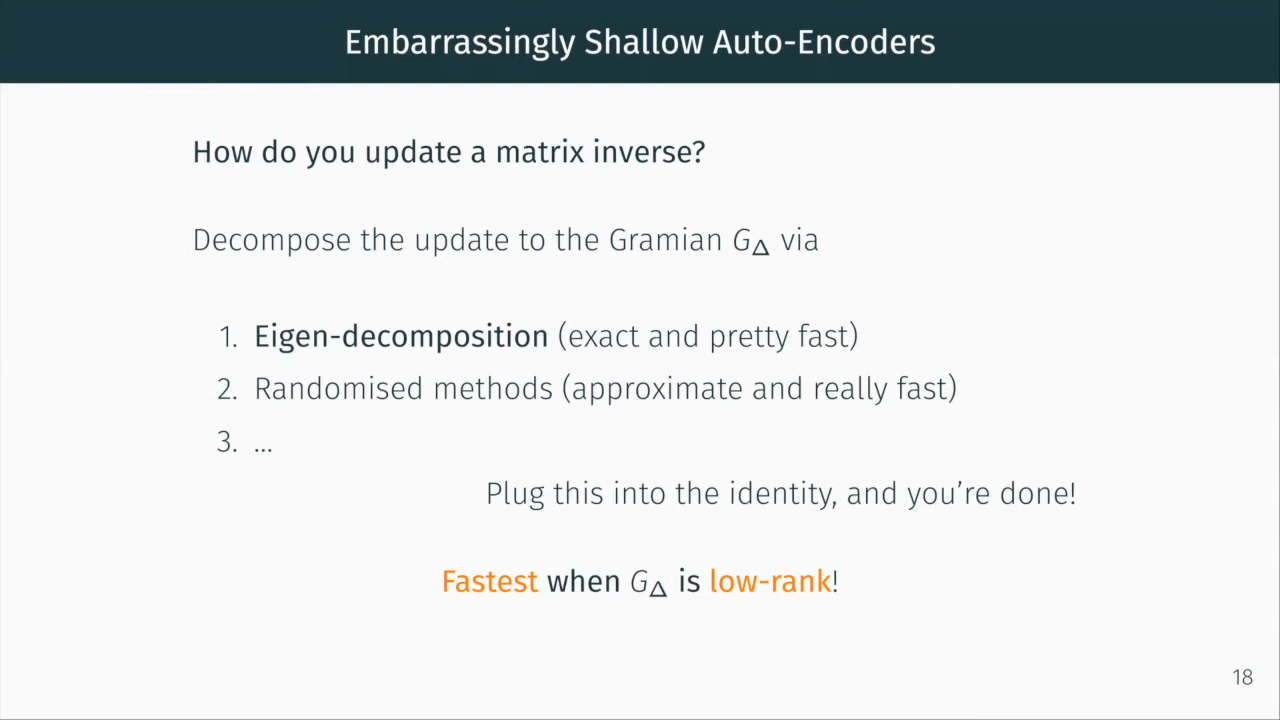 Embarrassingly Shallow Auto-Encoders
How do you update a matrix inverse?
Decompose the update to the Gramian G_Δ via
1. Eigen-decomposition (exact and pretty fast)
2. Randomised methods (approximate and really fast)
3. ...
Plug this into the identity, and you’re done!
Fastest when G_Δ is low-rank!
18